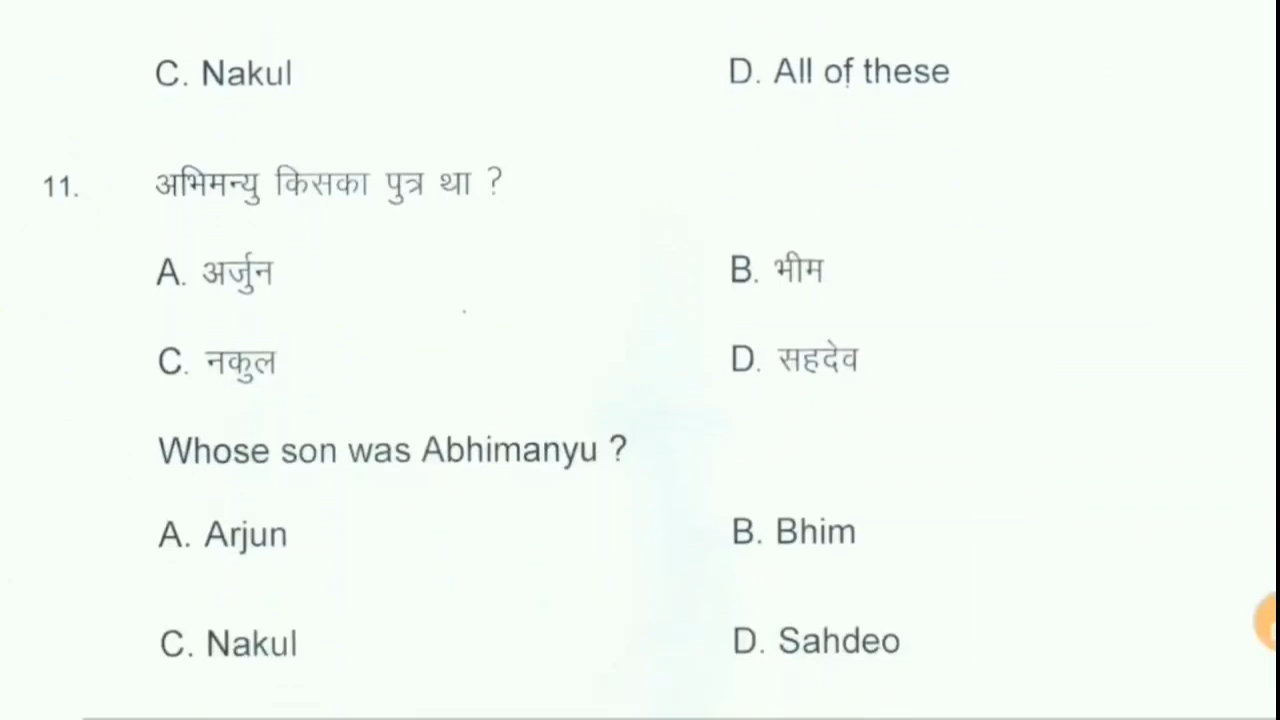 C. Nakul D. All of these
11. अभिमन्यु किसका पुत्र था ?
A. अर्जुन B. भीम
C. नकुल D. सहदेव
Whose son was Abhimanyu ?
A. Arjun B. Bhim
C. Nakul D. Sahdeo